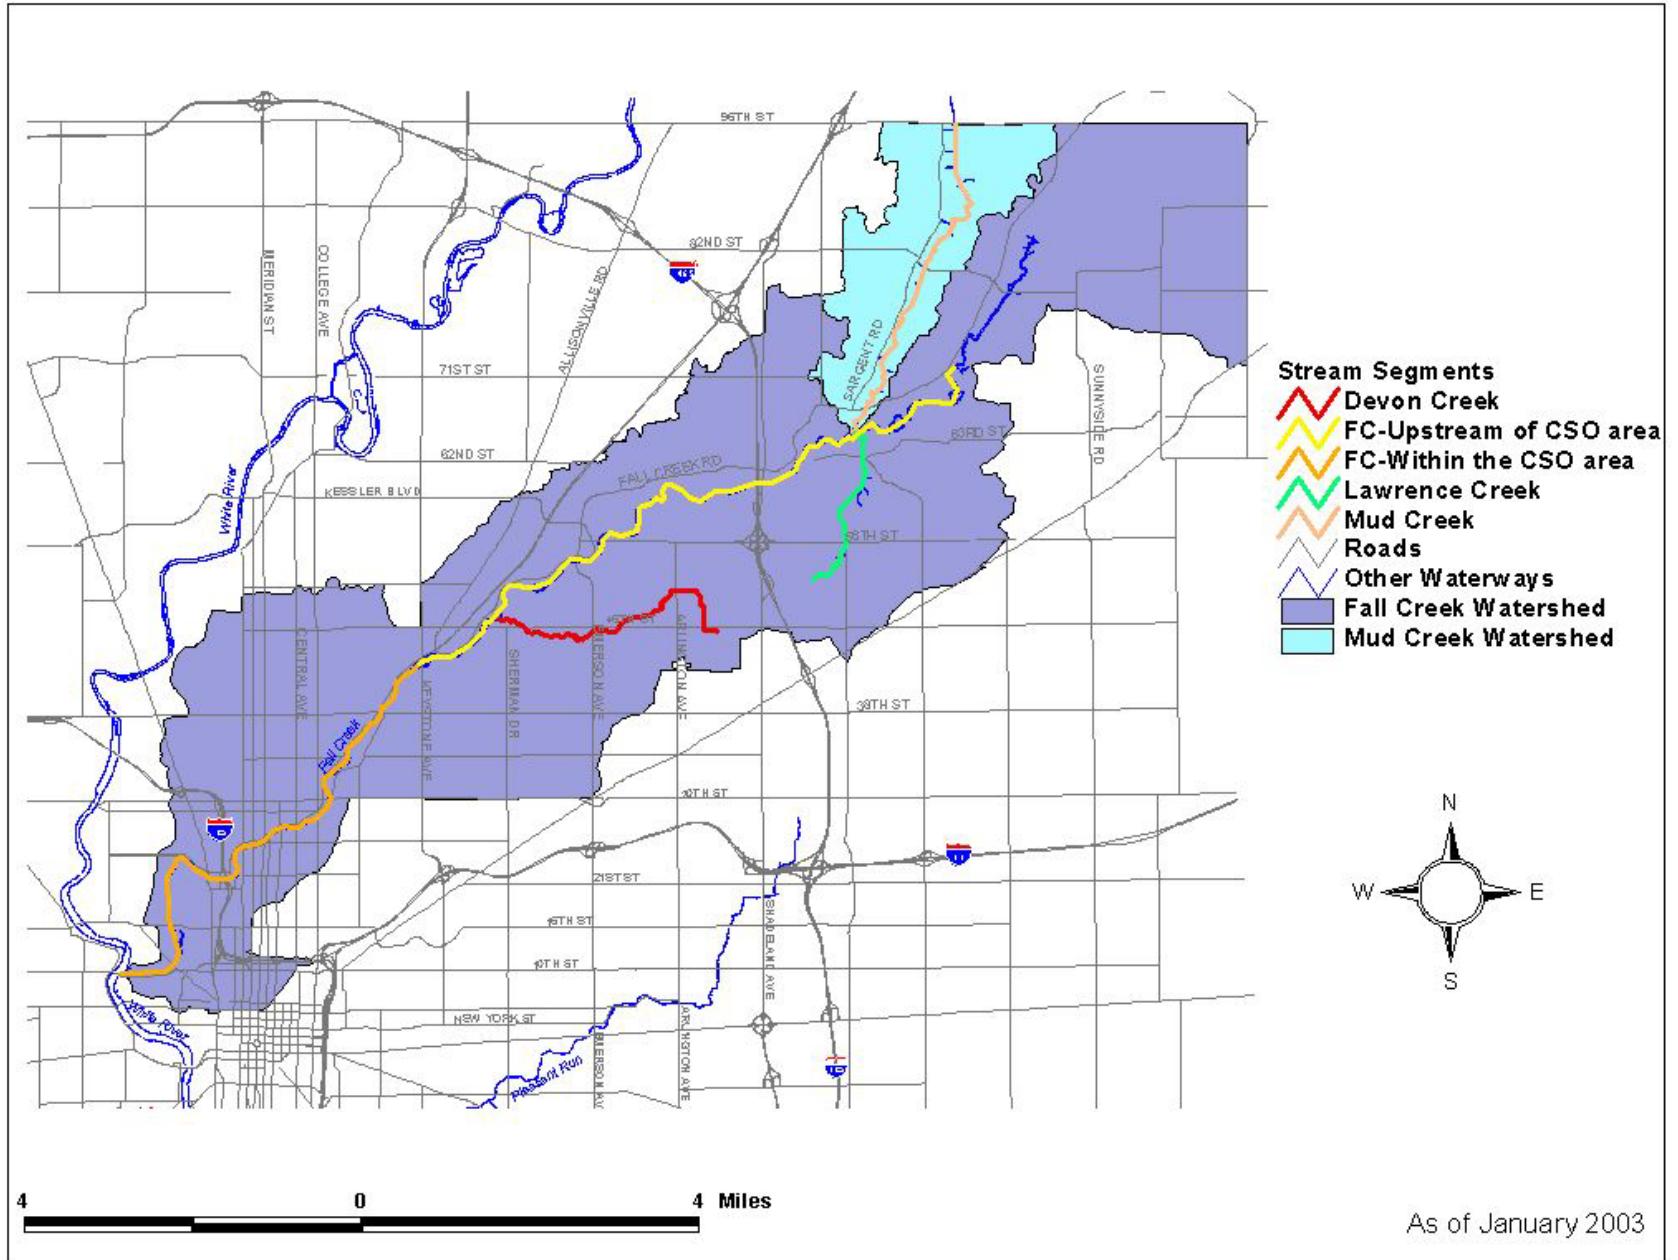 96TH ST
82ND ST
MERIDIAN ST
COLLEGE AVE
ALLISONVILLE RD
SARGENT RD
71ST ST
SUNNYSIDE RD
63RD ST
62ND ST
FALL CREEK RD
KESSLER BLVD
White River
56TH ST
CENTRAL AVE
SHERMAN DR
EMERSON AVE
ARLINGTON AVE
KEYSTONE AVE
38TH ST
Fall Creek
30TH ST
21ST ST
16TH ST
SHADELAND AVE
10TH ST
White River
NEW YORK ST
EMERSON AV
ARLINGTON AVE
Pleasant Run
Stream Segments
Devon Creek
FC-Upstream of CSO area
FC-Within the CSO area
Lawrence Creek
Mud Creek
Roads
Other Waterways
Fall Creek Watershed
Mud Creek Watershed
N
W
E
S
4 0 4 Miles
As of January 2003